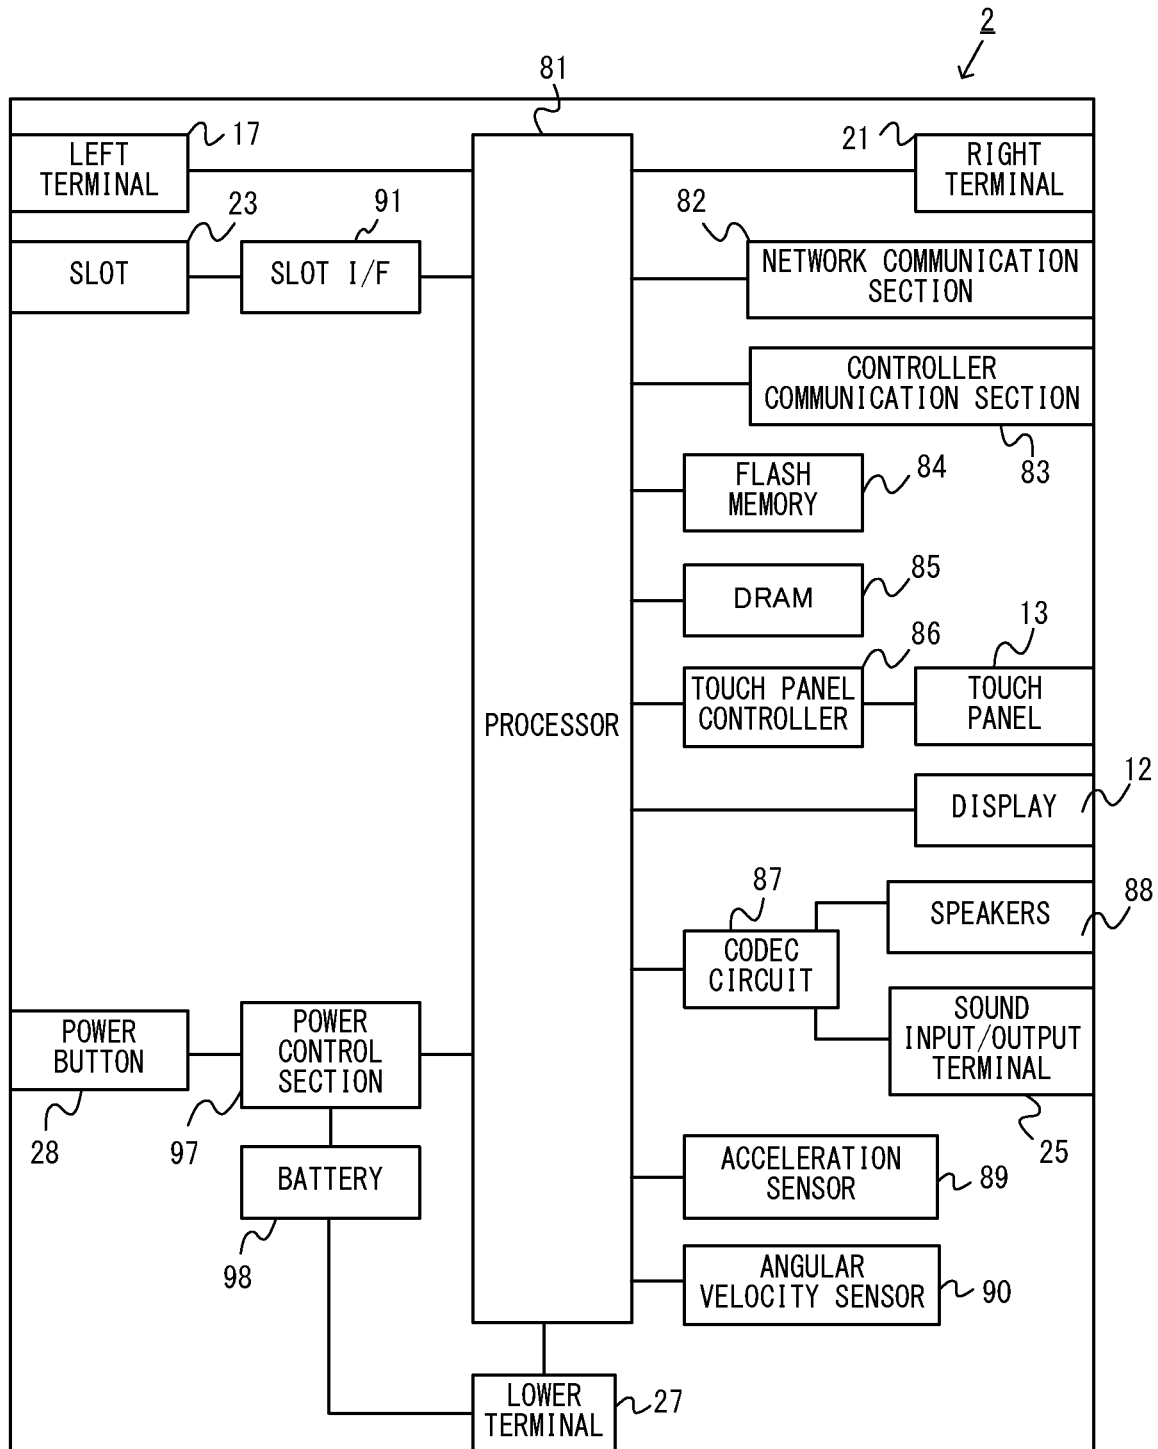 2
81
17
LEFT
TERMINAL
21
RIGHT
TERMINAL
23
SLOT
91
SLOT I/F
82
NETWORK COMMUNICATION
SECTION
CONTROLLER
COMMUNICATION SECTION
83
FLASH
MEMORY
84
DRAM
85
86
TOUCH PANEL
CONTROLLER
13
TOUCH
PANEL
PROCESSOR
DISPLAY
12
87
CODEC
CIRCUIT
SPEAKERS
88
SOUND
INPUT/OUTPUT
TERMINAL
25
POWER
BUTTON
28
POWER
CONTROL
SECTION
97
BATTERY
98
ACCELERATION
SENSOR
89
ANGULAR
VELOCITY SENSOR
90
LOWER
TERMINAL
27